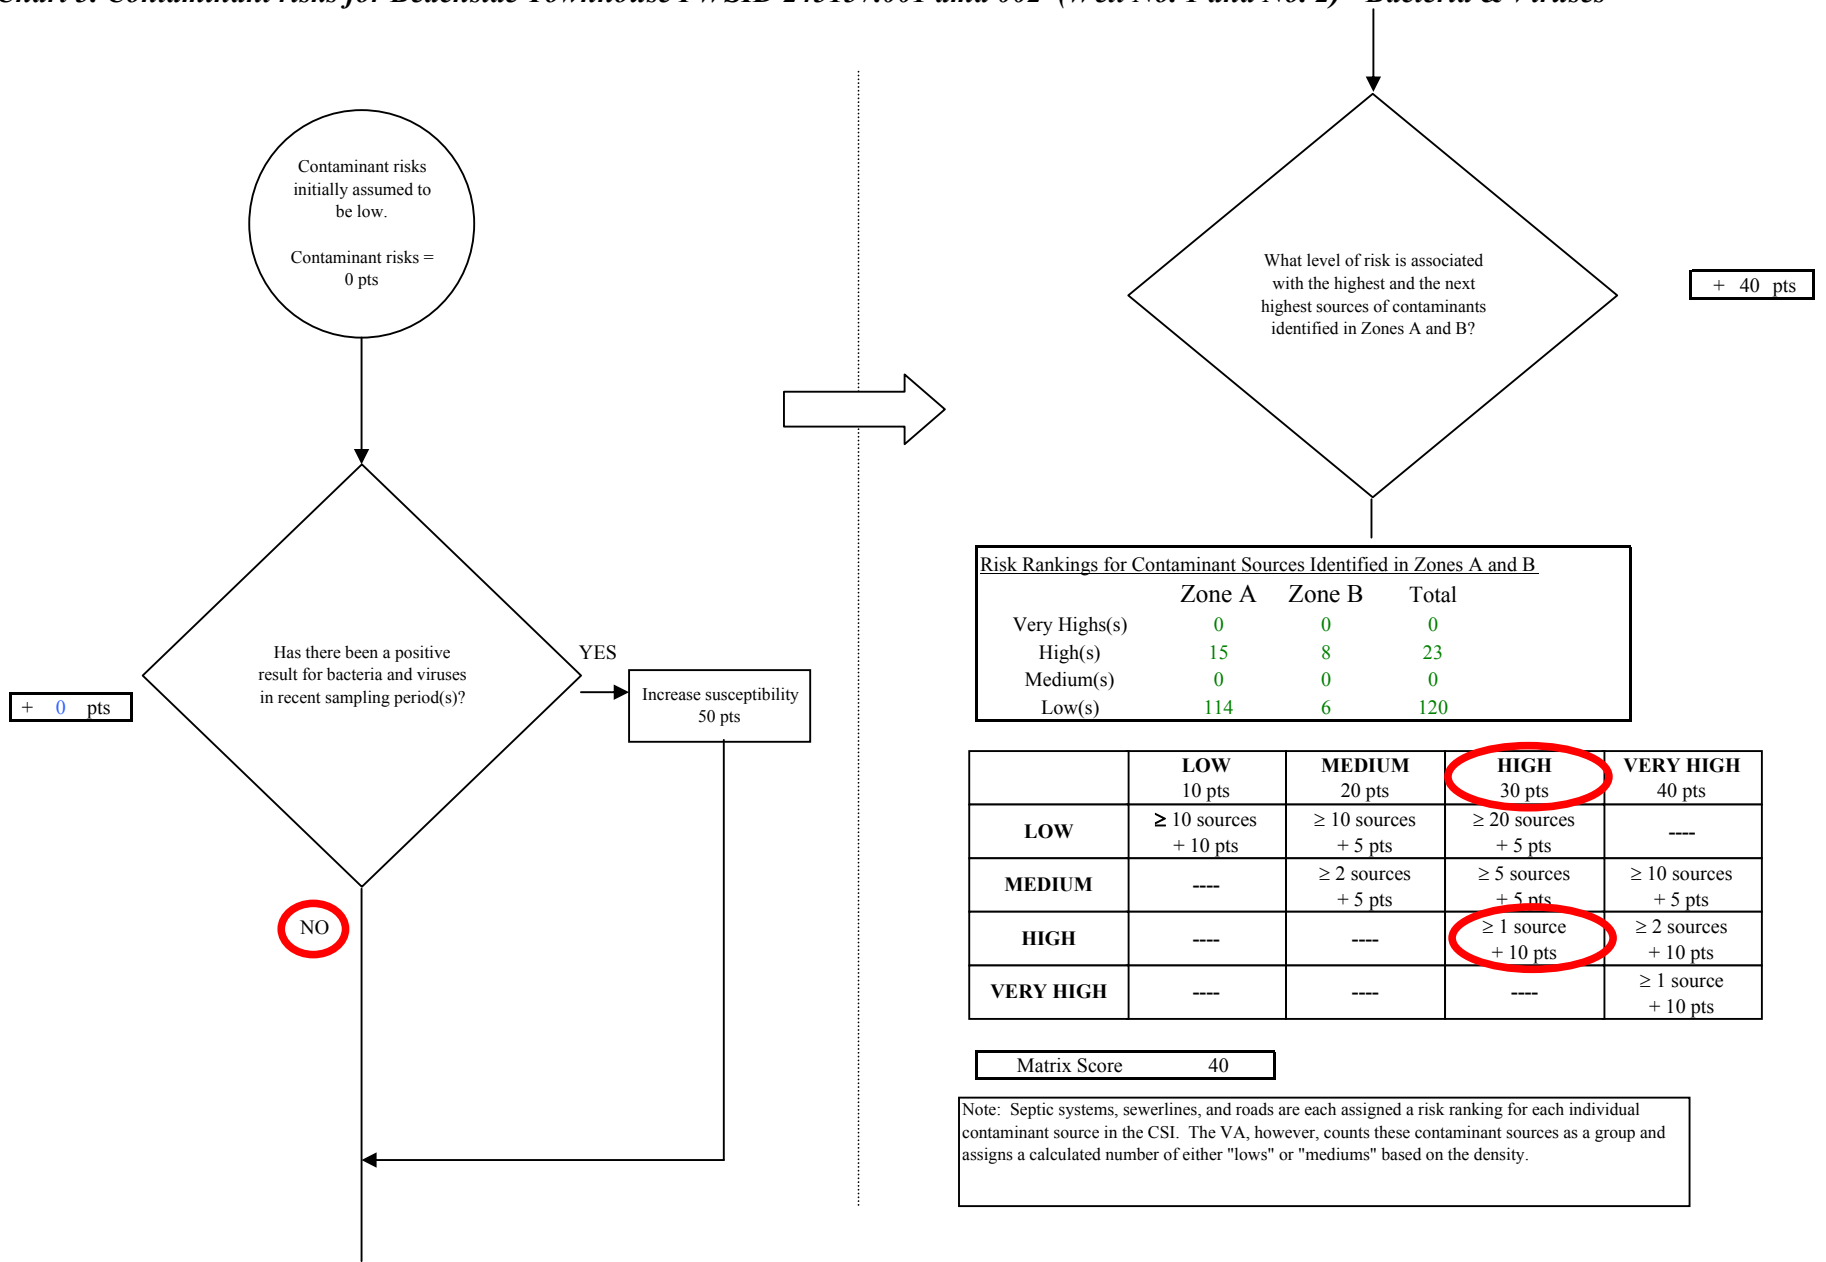 Contaminant risks
initially assumed to
be low.
Contaminant risks =
0 pts
Has there been a positive
result for bacteria and viruses
in recent sampling period(s)?
YES
Increase susceptibility
50 pts
+ 0 pts
NO
What level of risk is associated
with the highest and the next
highest sources of contaminants
identified in Zones A and B?
+ 40 pts
Risk Rankings for Contaminant Sources Identified in Zones A and B
Zone A Zone B Total
Very Highs(s) 0 0 0
High(s) 15 8 23
Medium(s) 0 0 0
Low(s) 114 6 120
LOW MEDIUM HIGH VERY HIGH
10 pts 20 pts 30 pts 40 pts
LOW ≥ 10 sources ≥ 10 sources ≥ 20 sources ----
+ 10 pts + 5 pts + 5 pts
MEDIUM ---- ≥ 2 sources ≥ 5 sources ≥ 10 sources
+ 5 pts + 5 pts + 5 pts
HIGH ---- ---- ≥ 1 source ≥ 2 sources
+ 10 pts + 10 pts
VERY HIGH ---- ---- ---- ≥ 1 source
+ 10 pts
Matrix Score 40
Note: Septic systems, sewerlines, and roads are each assigned a risk ranking for each individual
contaminant source in the CSI. The VA, however, counts these contaminant sources as a group and
assigns a calculated number of either "lows" or "mediums" based on the density.